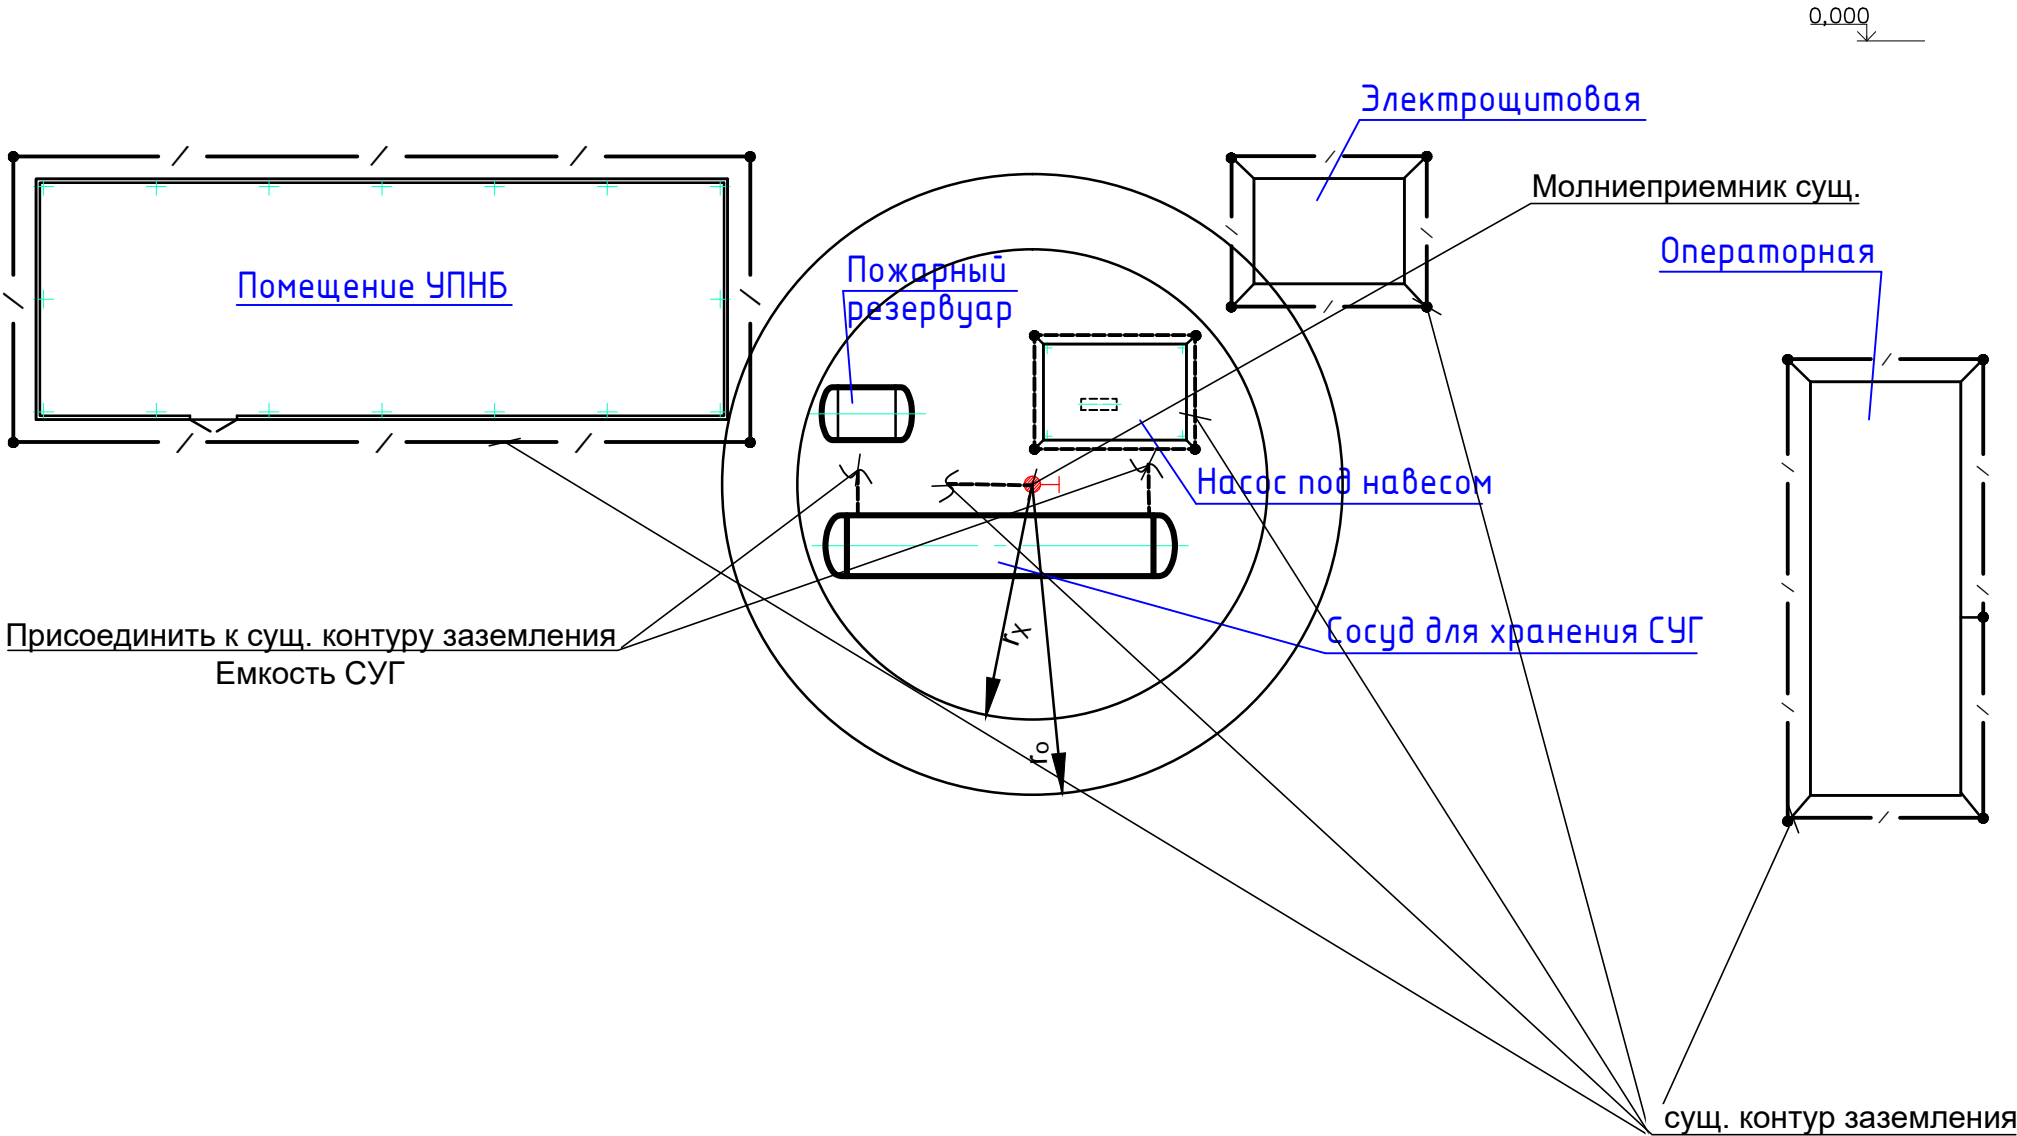 0,000
Электрощитовая
Молниеприемник сущ.
Операторная
Пожарный
резервуар
Помещение УПНБ
Насос под навесом
Сосуд для хранения СУГ
rx
Присоединить к сущ. контуру заземления
Емкость СУГ
ro
сущ. контур заземления